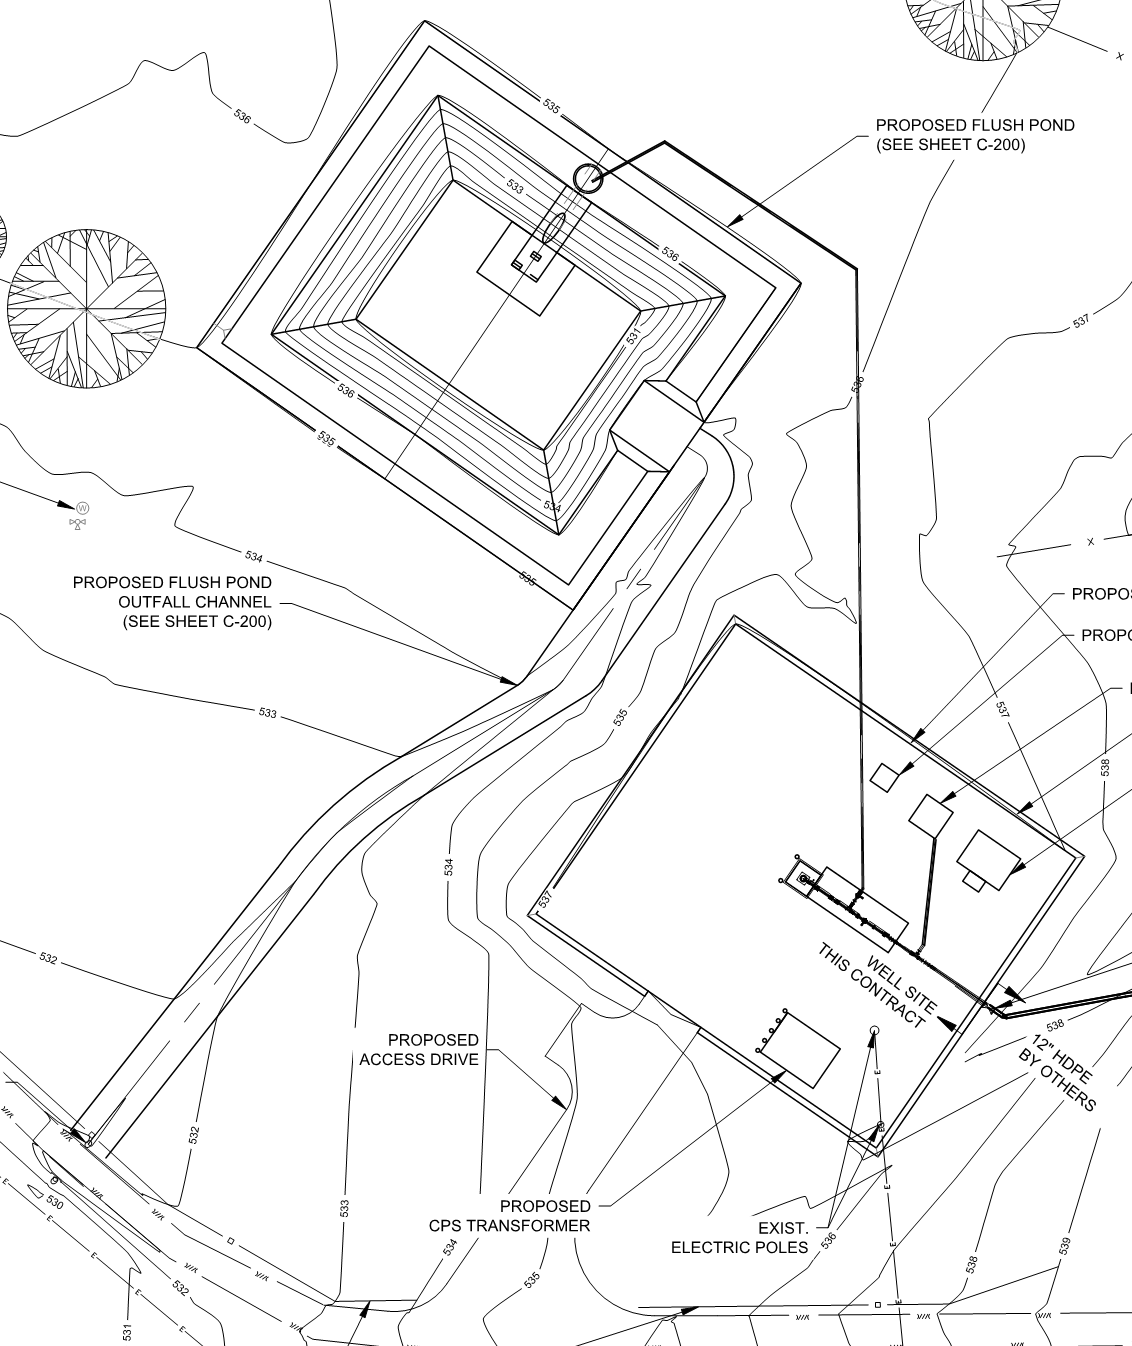 535
536
PROPOSED FLUSH POND
(SEE SHEET C-200)
X
533
536
537
531
536
536
535
534
534
X
535
PROPOSED FLUSH POND
OUTFALL CHANNEL
(SEE SHEET C-200)
W
PROPOS
PROPO
533
535
537
538
534
537
WELL SITE
THIS CONTRACT
532
538
12" HDPE
BY OTHERS
PROPOSED
ACCESS DRIVE
E
E
532
533
530
PROPOSED
CPS TRANSFORMER
EXIST.
ELECTRIC POLES
536
534
535
538
539
532
531
E
E
E
E
E
E
E
E